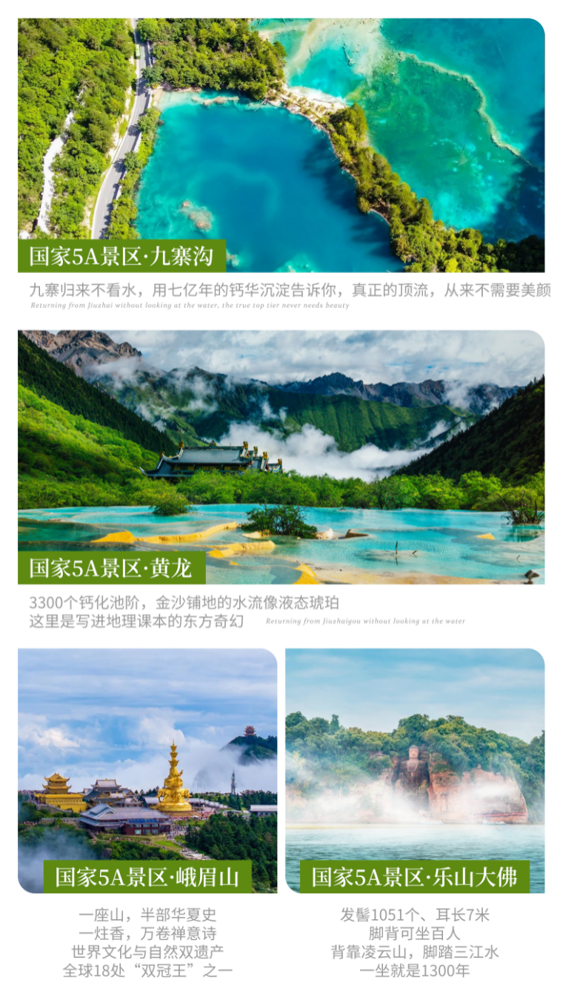 国家5A景区·九寨沟
九寨归来不看水，用七亿年的钙华沉淀告诉你，真正的顶流，从来不需要美颜
Returning from Jiuzhai without looking at the water, the true top tier never needs beauty
国家5A景区·黄龙
3300个钙化池阶，金沙铺地的水流像液态琥珀
这里是写进地理课本的东方奇幻
Returning from Jiuzhaigou without looking at the water
国家5A景区·峨眉山
一座山，半部华夏史
一炷香，万卷禅意诗
世界文化与自然双遗产
全球18处“双冠王”之一
国家5A景区·乐山大佛
发髻1051个、耳长7米
脚背可坐百人
背靠凌云山，脚踏三江水
一坐就是1300年